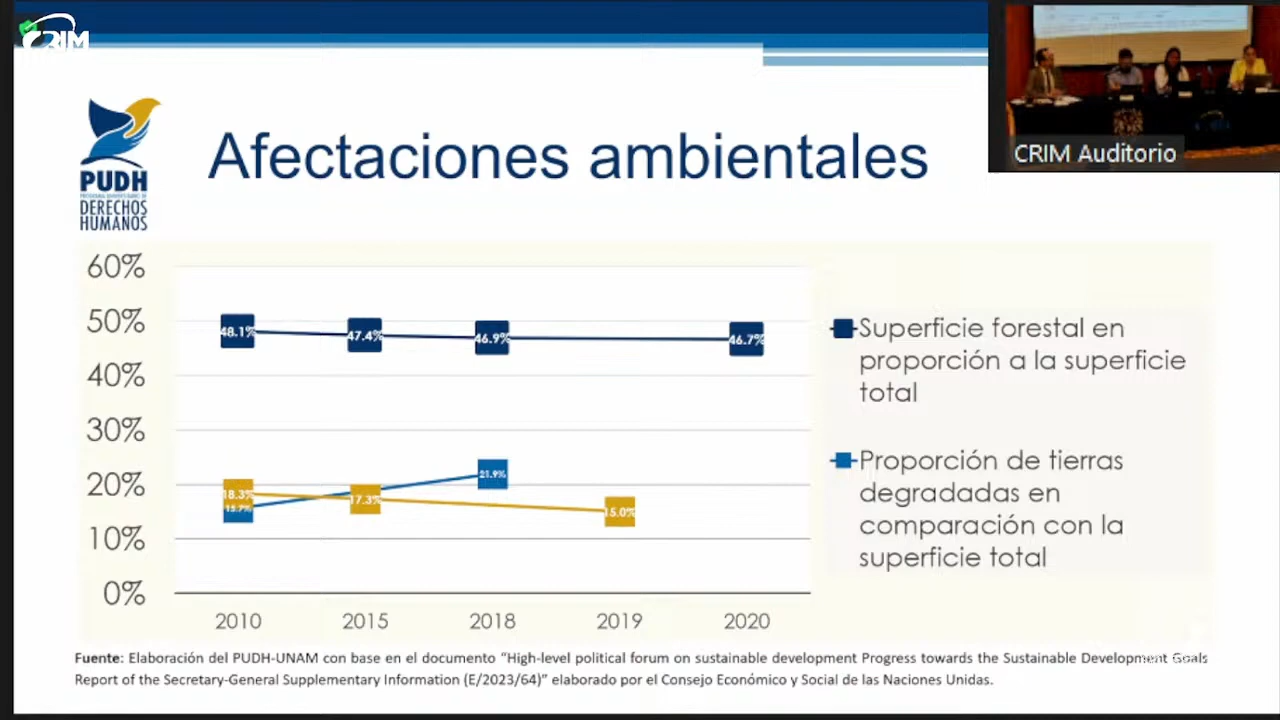 CRIM
CRIM Auditorio
PUDH
DERECHOS
HUMANOS
Afectaciones ambientales
60%
50%
40%
30%
20%
10%
0%
48.1%
47.4%
46.9%
46.7%
21.9%
18.3%
15.7%
17.3%
15.0%
2010 2015 2018 2019 2020
Superficie forestal en
proporción a la superficie
total
Proporción de tierras
degradadas en
comparación con la
superficie total
Fuente: Elaboración del PUDH-UNAM con base en el documento “High-level political forum on sustainable development Progress towards the Sustainable Development Goals
Report of the Secretary-General Supplementary Information (E/2023/64)” elaborado por el Consejo Económico y Social de las Naciones Unidas.